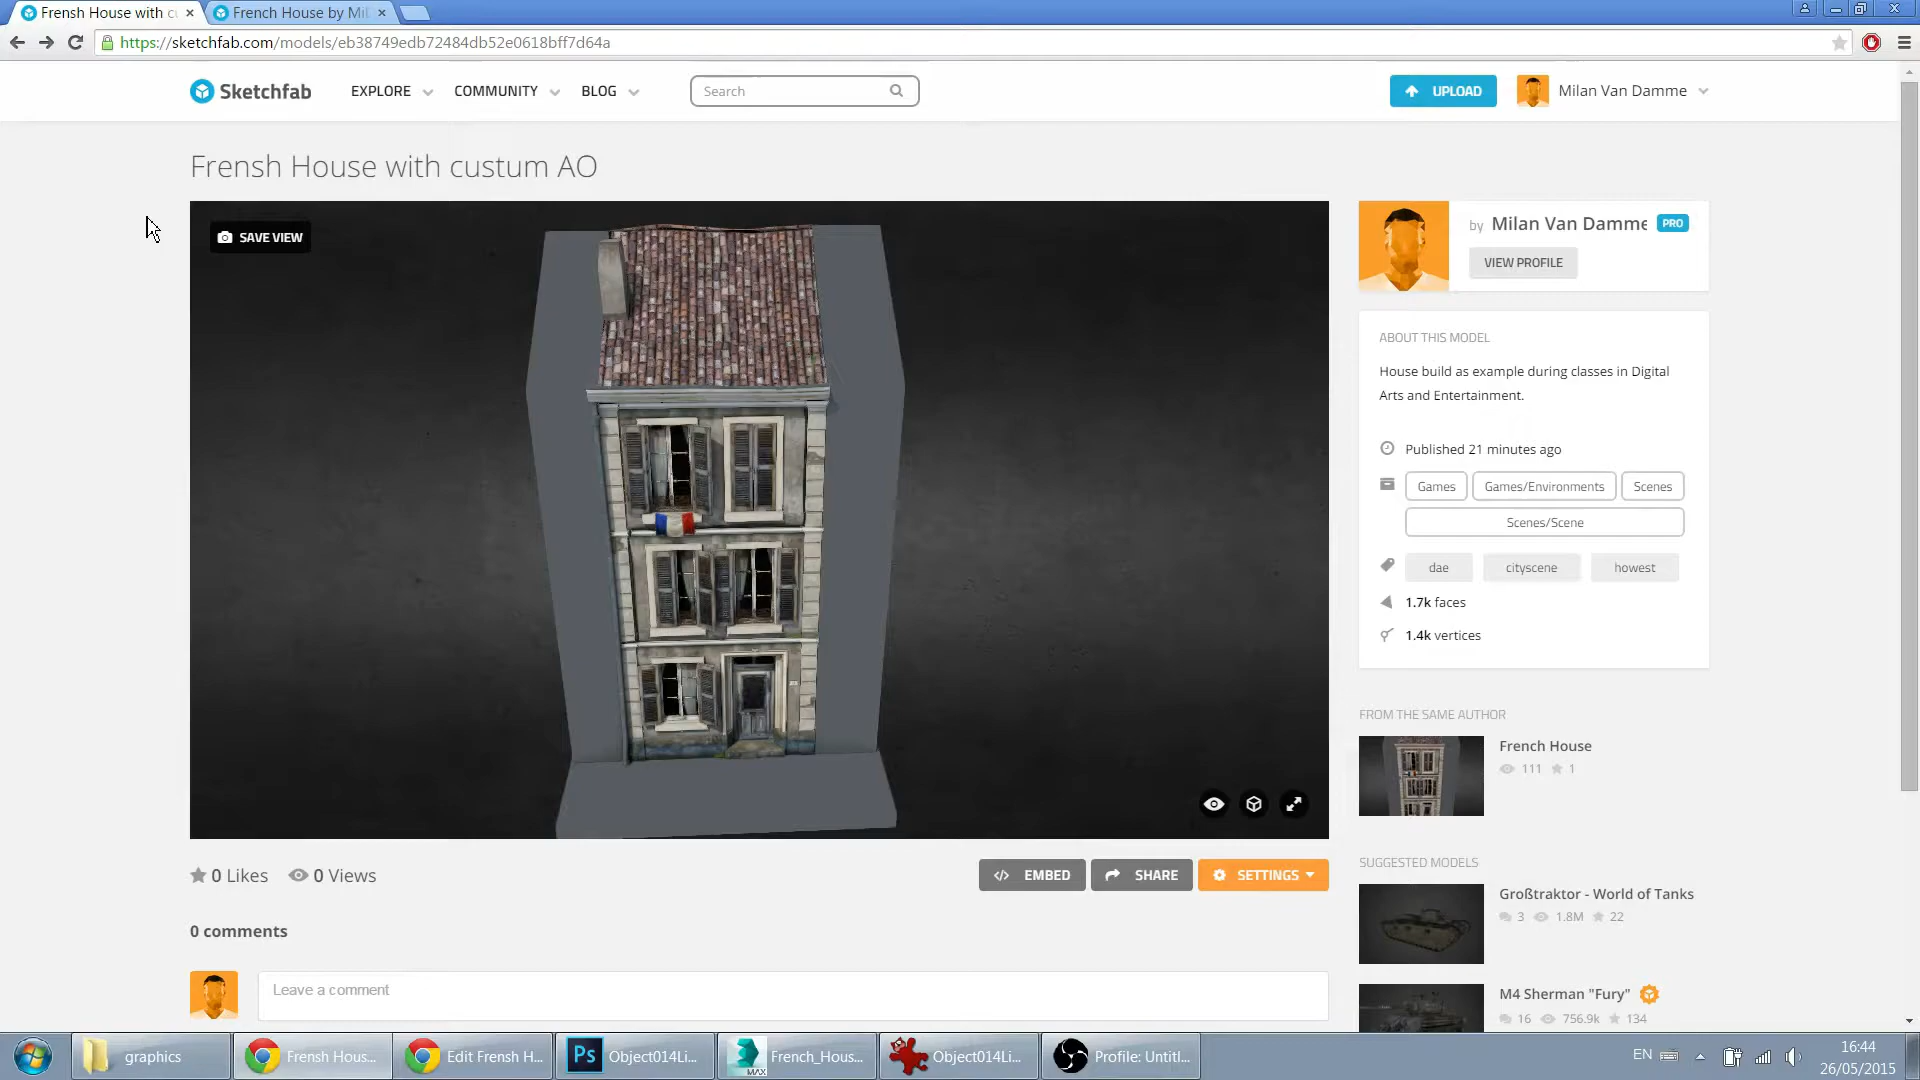 Frensh House with cu
French House by Mil
https://sketchfab.com/models/eb38749edb72484db52e0618bff7d64a
Sketchfab
EXPLORE
COMMUNITY
BLOG
Search
UPLOAD
Milan Van Damme
Frensh House with custum AO
SAVE VIEW
by Milan Van Damme PRO
VIEW PROFILE
ABOUT THIS MODEL
House build as example during classes in Digital
Arts and Entertainment.
Published 21 minutes ago
Games
Games/Environments
Scenes
Scenes/Scene
dae
cityscene
howest
1.7k faces
1.4k vertices
FROM THE SAME AUTHOR
French House
111 1
SUGGESTED MODELS
Großtraktor - World of Tanks
3 1.8M 22
M4 Sherman "Fury"
16 756.9k 134
0 Likes
0 Views
EMBED
SHARE
SETTINGS
0 comments
Leave a comment
graphics
Frensh Hous...
Edit Frensh H...
Ps
Object014Li...
MAX
French_Hous...
Object014Li...
Profile: Untitl...
EN
16:44
26/05/2015